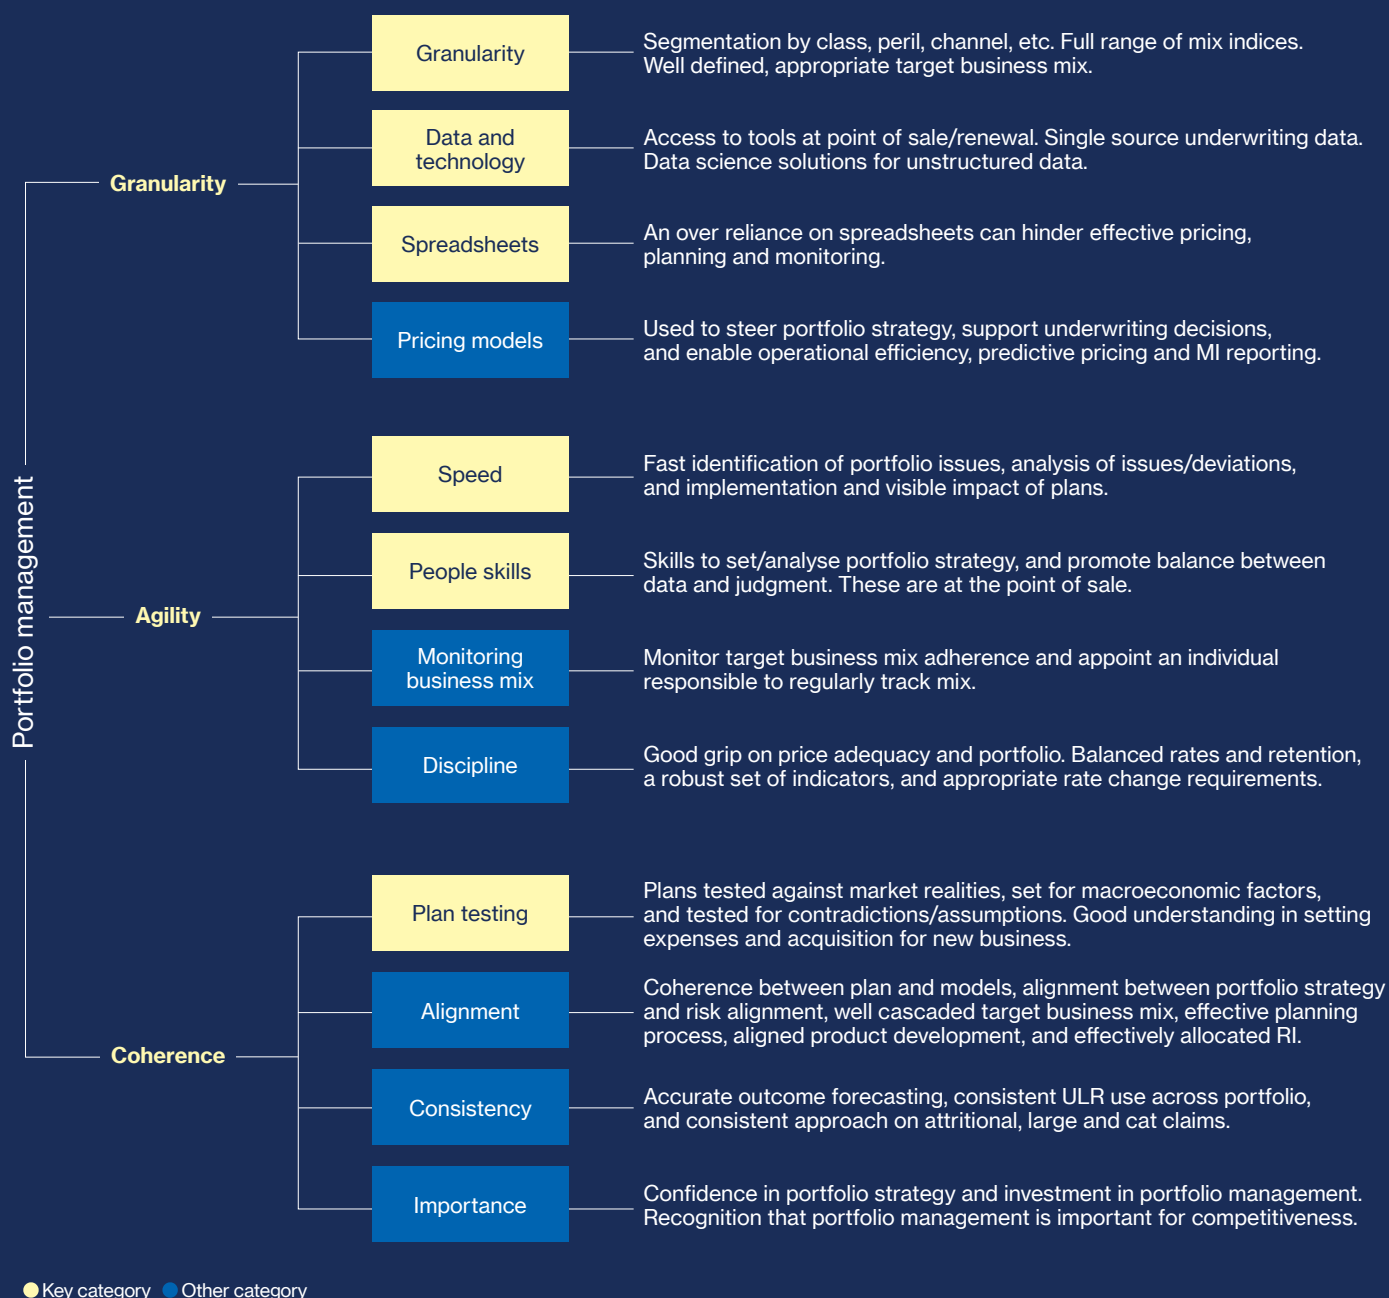 Portfolio management
Granularity
Granularity
Segmentation by class, peril, channel, etc. Full range of mix indices.
Well defined, appropriate target business mix.
Data and
technology
Access to tools at point of sale/renewal. Single source underwriting data.
Data science solutions for unstructured data.
Spreadsheets
An over reliance on spreadsheets can hinder effective pricing,
planning and monitoring.
Pricing models
Used to steer portfolio strategy, support underwriting decisions,
and enable operational efficiency, predictive pricing and MI reporting.
Agility
Speed
Fast identification of portfolio issues, analysis of issues/deviations,
and implementation and visible impact of plans.
People skills
Skills to set/analyse portfolio strategy, and promote balance between
data and judgment. These are at the point of sale.
Monitoring
business mix
Monitor target business mix adherence and appoint an individual
responsible to regularly track mix.
Discipline
Good grip on price adequacy and portfolio. Balanced rates and retention,
a robust set of indicators, and appropriate rate change requirements.
Coherence
Plan testing
Plans tested against market realities, set for macroeconomic factors,
and tested for contradictions/assumptions. Good understanding in setting
expenses and acquisition for new business.
Alignment
Coherence between plan and models, alignment between portfolio strategy
and risk alignment, well cascaded target business mix, effective planning
process, aligned product development, and effectively allocated RI.
Consistency
Accurate outcome forecasting, consistent ULR use across portfolio,
and consistent approach on attritional, large and cat claims.
Importance
Confidence in portfolio strategy and investment in portfolio management.
Recognition that portfolio management is important for competitiveness.
Key category
Other category